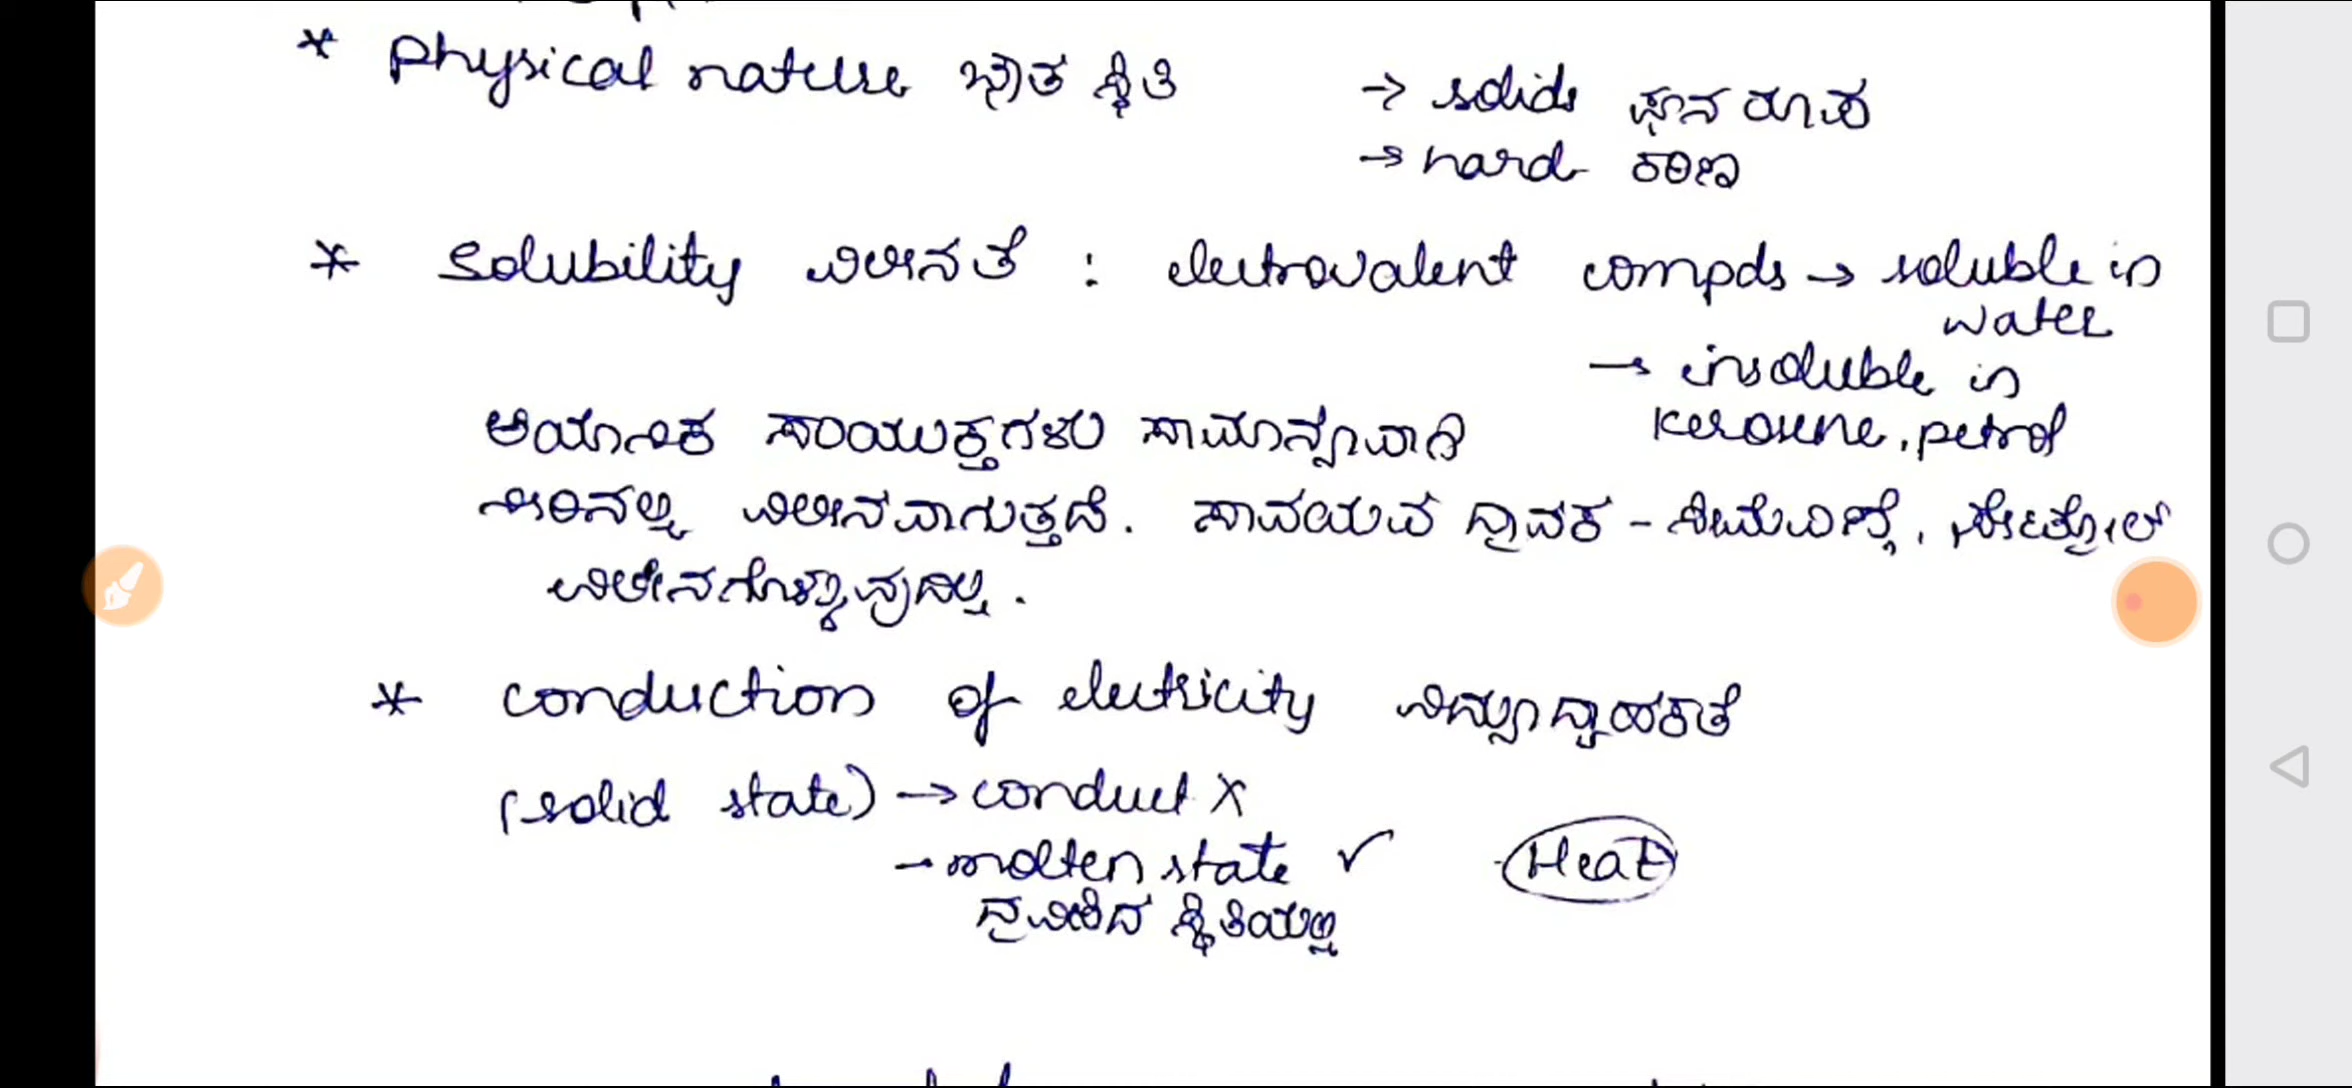 * Physical nature ಭೌತ ಸ್ಥಿತಿ → solids ಘನ ರೂಪ
→ hard ಕಠಿಣ
* Solubility ವಿಲೀನತೆ : electrovalent compds → soluble in
water
→ insoluble in
kerosene, petrol
ಅಯಾನಿಕ ಸಂಯುಕ್ತಗಳು ಸಾಮಾನ್ಯವಾಗಿ
ನೀರಿನಲ್ಲಿ ವಿಲೀನವಾಗುತ್ತದೆ. ಸಾವಯವ ದ್ರಾವಕ - ಸೀಮೆಎಣ್ಣೆ, ಪೆಟ್ರೋಲ್
ವಿಲೀನಗೊಳ್ಳುವುದಿಲ್ಲ.
* conduction of electricity ವಿದ್ಯುದ್ವಾಹಕತೆ
(solid state) → conduct X
→ molten state ✓ Heat
ದ್ರವಿಸಿದ ಸ್ಥಿತಿಯಲ್ಲಿ